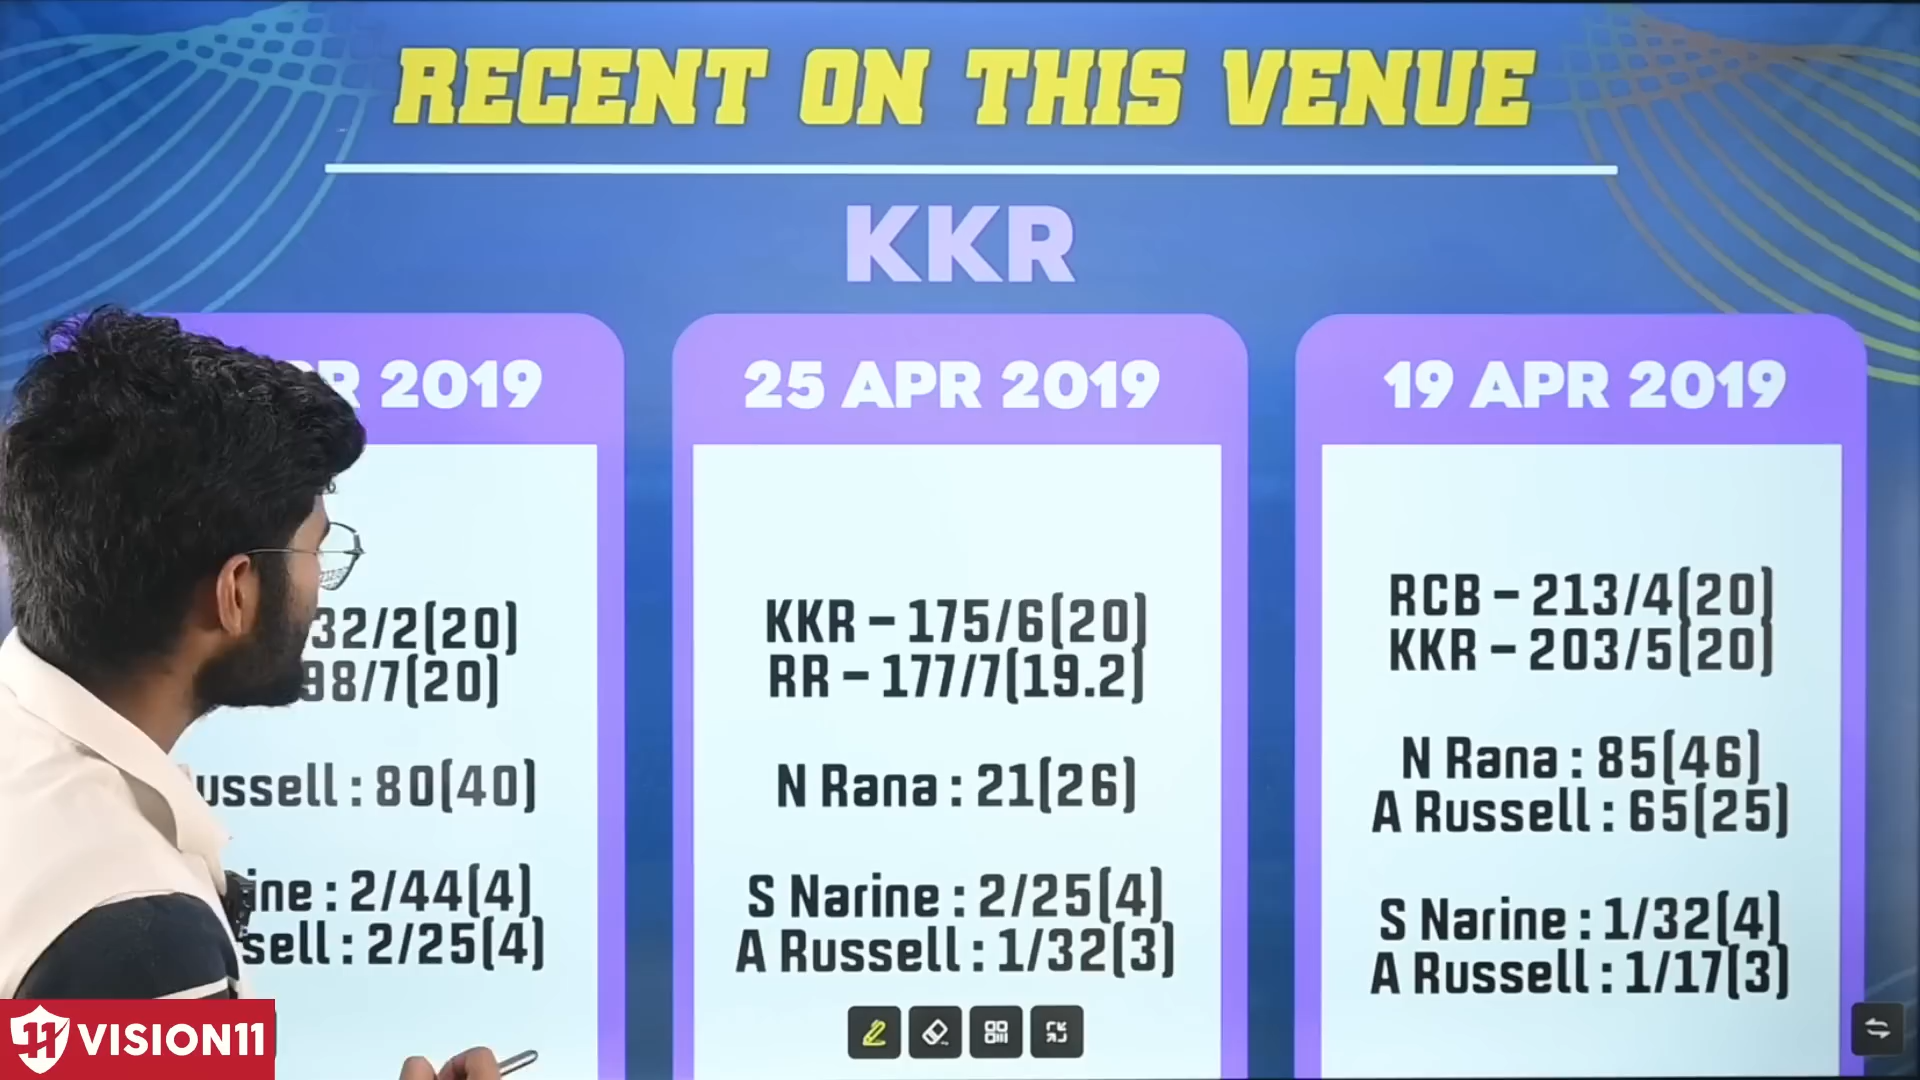 RECENT ON THIS VENUE
KKR
R 2019
32/2(20)
98/7(20)
ussell : 80(40)
ine : 2/44(4)
sell : 2/25(4)
25 APR 2019
KKR – 175/6(20)
RR – 177/7(19.2)
N Rana : 21(26)
S Narine : 2/25(4)
A Russell : 1/32(3)
19 APR 2019
RCB – 213/4(20)
KKR – 203/5(20)
N Rana : 85(46)
A Russell : 65(25)
S Narine : 1/32(4)
A Russell : 1/17(3)
11 VISION11